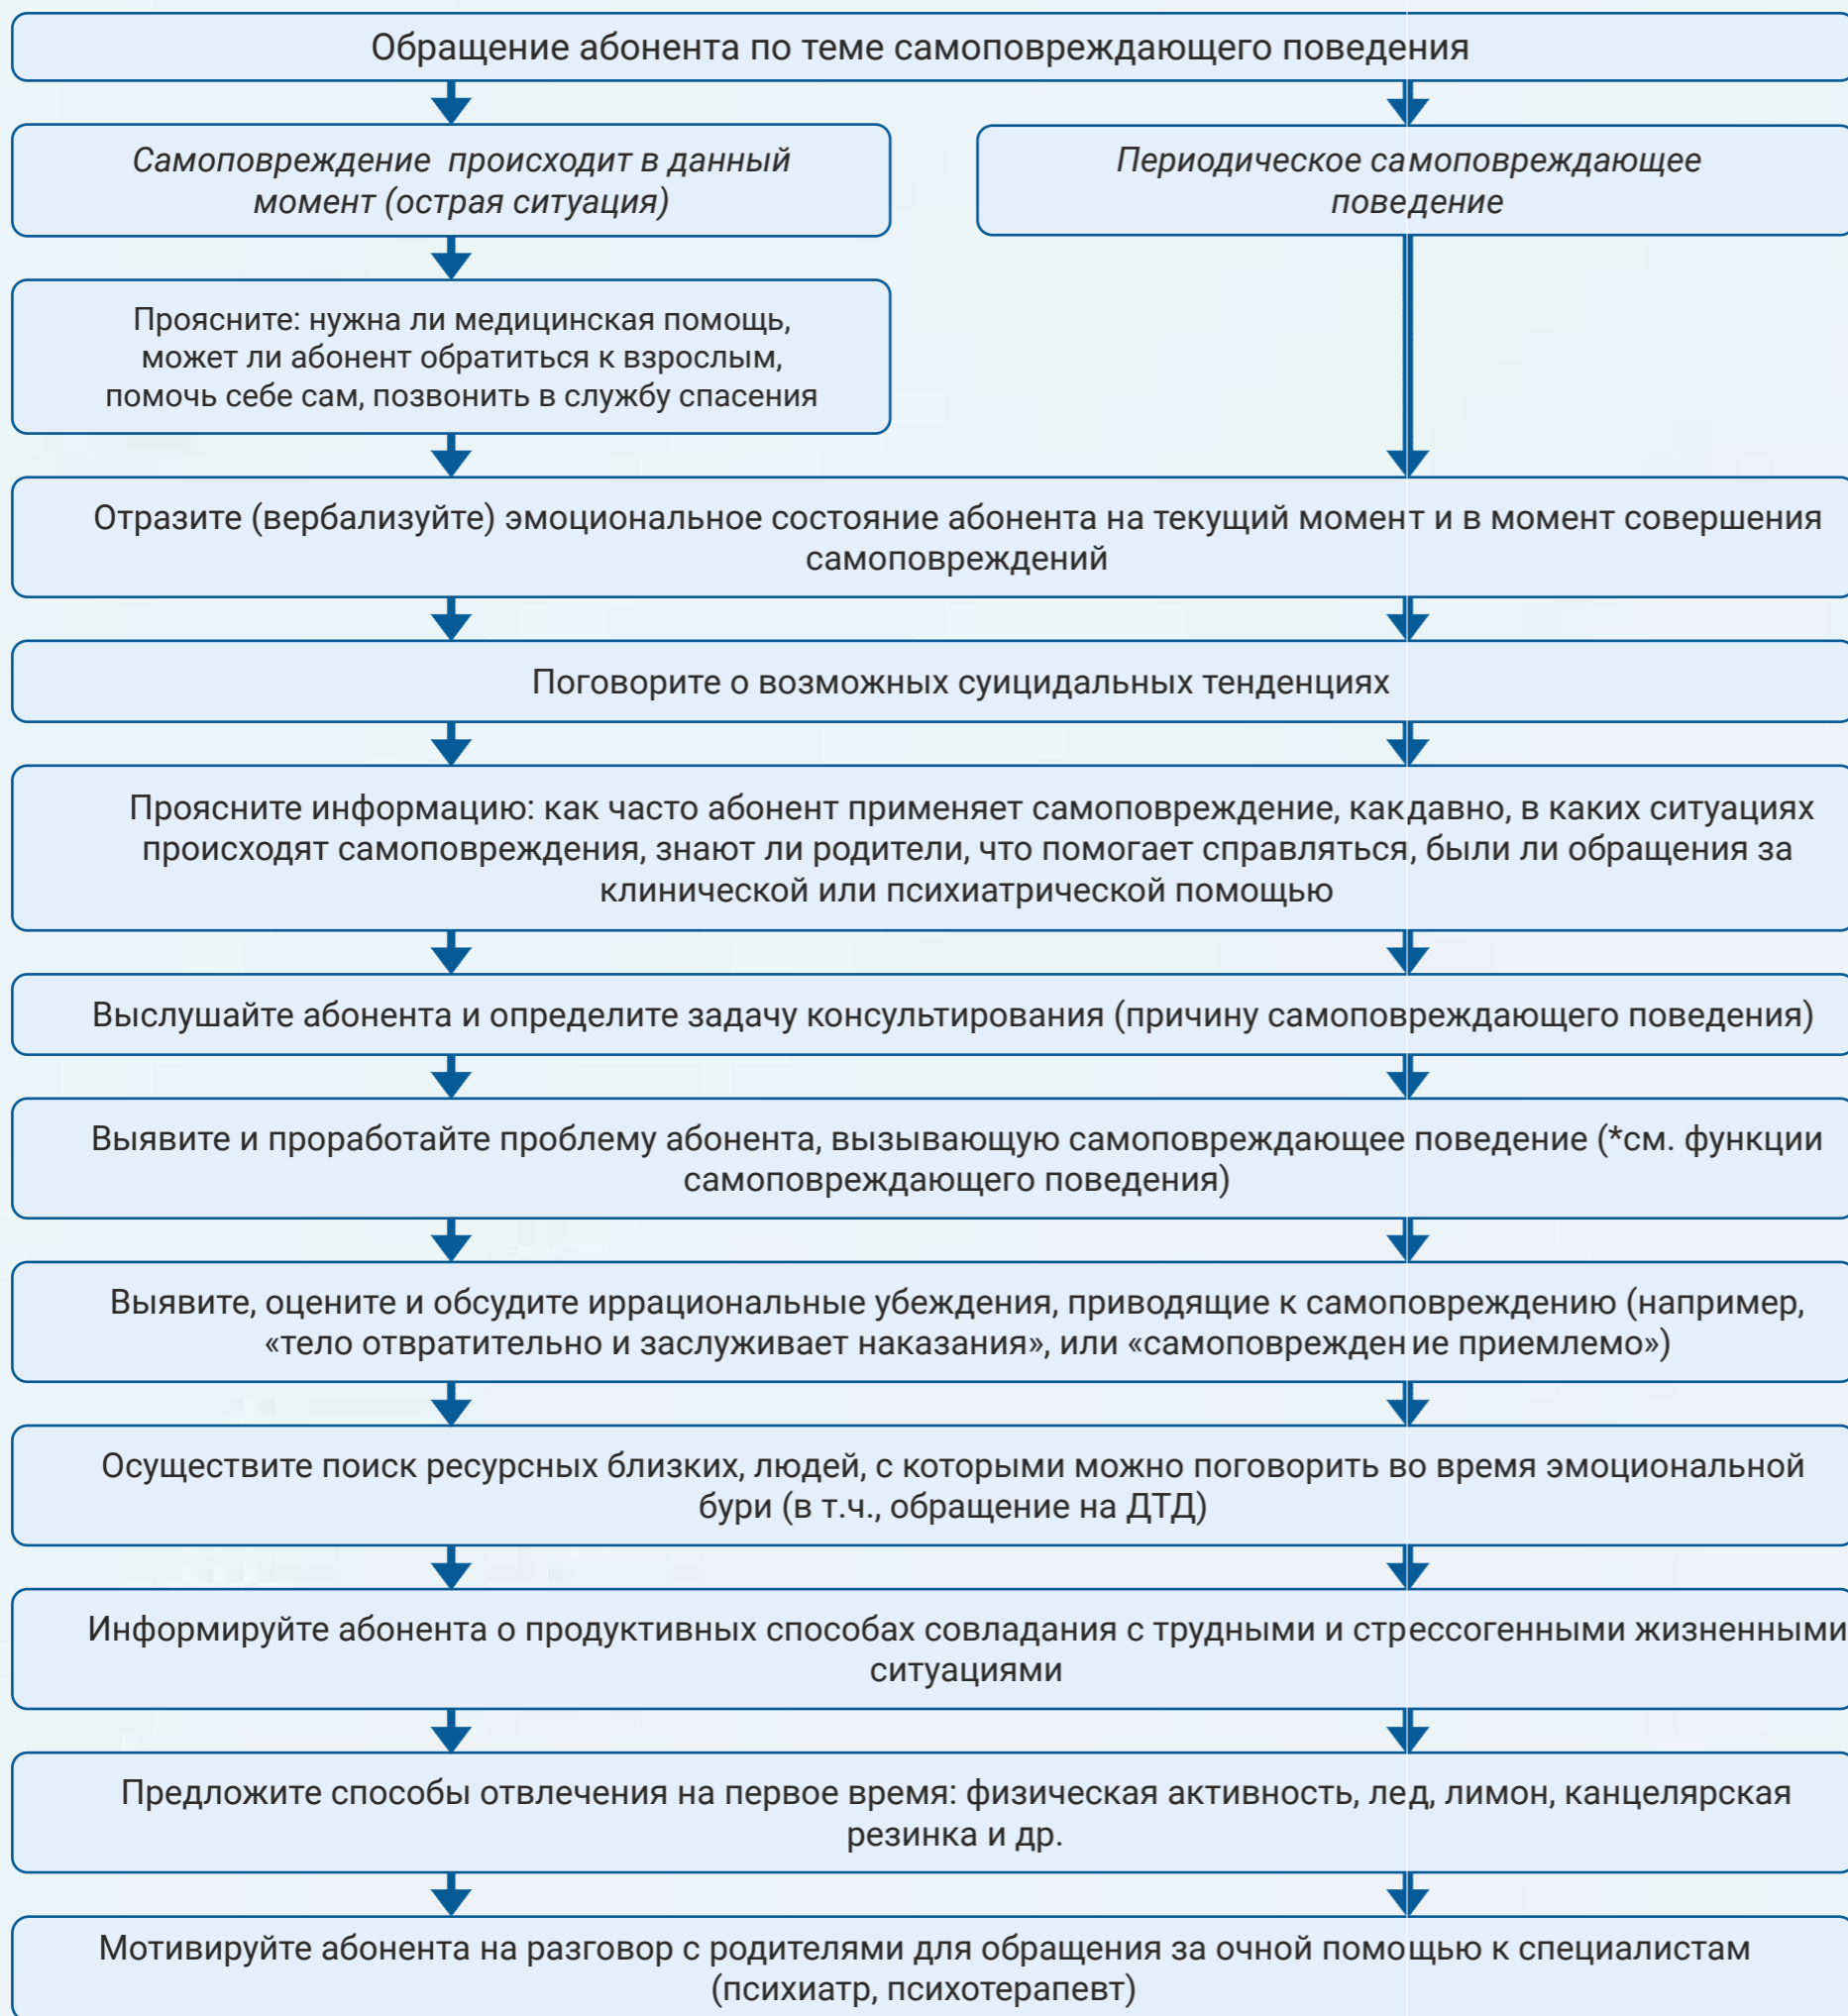 Обращение абонента по теме самоповреждающего поведения
Самоповреждение происходит в данный
момент (острая ситуация)
Периодическое самоповреждающее
поведение
Проясните: нужна ли медицинская помощь,
может ли абонент обратиться к взрослым,
помочь себе сам, позвонить в службу спасения
Отразите (вербализуйте) эмоциональное состояние абонента на текущий момент и в момент совершения
самоповреждений
Поговорите о возможных суицидальных тенденциях
Проясните информацию: как часто абонент применяет самоповреждение, какдавно, в каких ситуациях
происходят самоповреждения, знают ли родители, что помогает справляться, были ли обращения за
клинической или психиатрической помощью
Выслушайте абонента и определите задачу консультирования (причину самоповреждающего поведения)
Выявите и проработайте проблему абонента, вызывающую самоповреждающее поведение (*см. функции
самоповреждающего поведения)
Выявите, оцените и обсудите иррациональные убеждения, приводящие к самоповреждению (например,
«тело отвратительно и заслуживает наказания», или «самоповреждение приемлемо»)
Осуществите поиск ресурсных близких, людей, с которыми можно поговорить во время эмоциональной
бури (в т.ч., обращение на ДТД)
Информируйте абонента о продуктивных способах совладания с трудными и стрессогенными жизненными
ситуациями
Предложите способы отвлечения на первое время: физическая активность, лед, лимон, канцелярская
резинка и др.
Мотивируйте абонента на разговор с родителями для обращения за очной помощью к специалистам
(психиатр, психотерапевт)